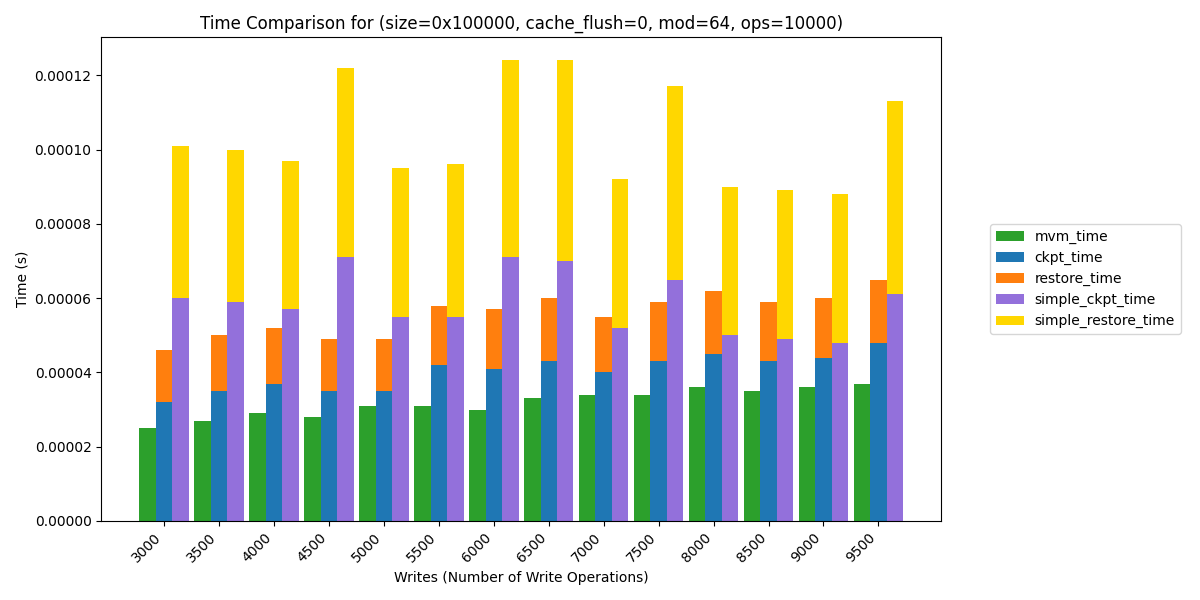 Time Comparison for (size=0x100000, cache_flush=0, mod=64, ops=10000)
Time (s)
0.00012
0.00010
0.00008
0.00006
0.00004
0.00002
0.00000
3000
3500
4000
4500
5000
5500
6000
6500
7000
7500
8000
8500
9000
9500
Writes (Number of Write Operations)
mvm_time
ckpt_time
restore_time
simple_ckpt_time
simple_restore_time